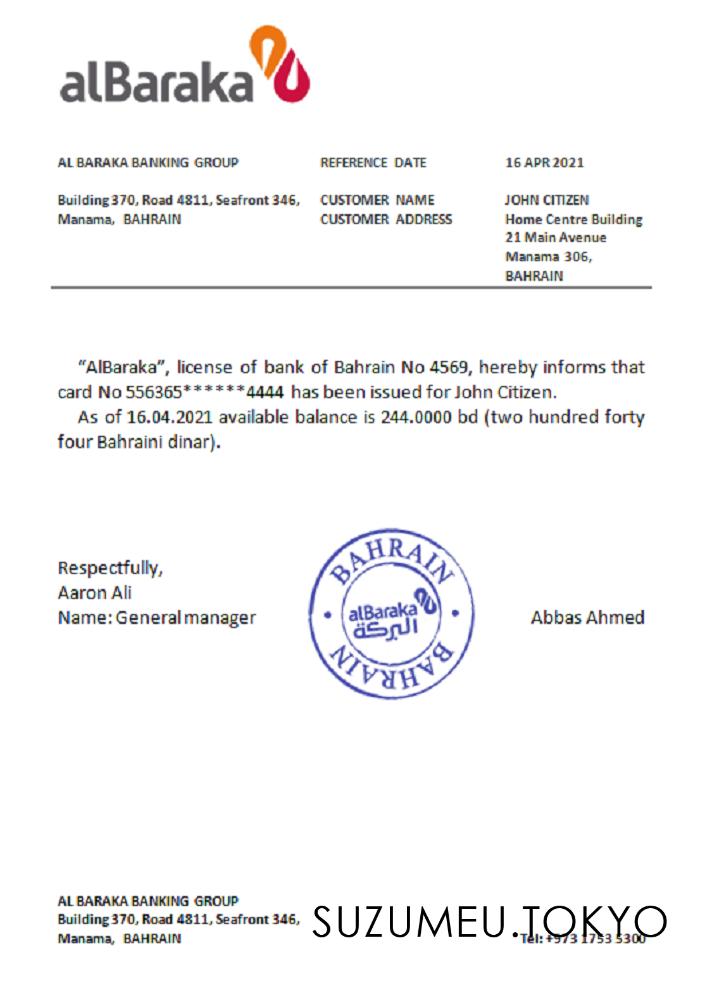 alBaraka
AL BARAKA BANKING GROUP
REFERENCE DATE
16 APR 2021
Building 370, Road 4811, Seafront 346,
Manama, BAHRAIN
CUSTOMER NAME
CUSTOMER ADDRESS
JOHN CITIZEN
Home Centre Building
21 Main Avenue
Manama 306,
BAHRAIN
“AlBaraka”, license of bank of Bahrain No 4569, hereby informs that
card No 556365******4444 has been issued for John Citizen.
As of 16.04.2021 available balance is 244.0000 bd (two hundred forty
four Bahraini dinar).
Respectfully,
Aaron Ali
Name: General manager
BAHRAIN
alBaraka
البركة
BAHRAIN
Abbas Ahmed
AL BARAKA BANKING GROUP
Building 370, Road 4811, Seafront 346,
Manama, BAHRAIN
SUZUMEU.TOKYO
Tel: +973 1753 5300